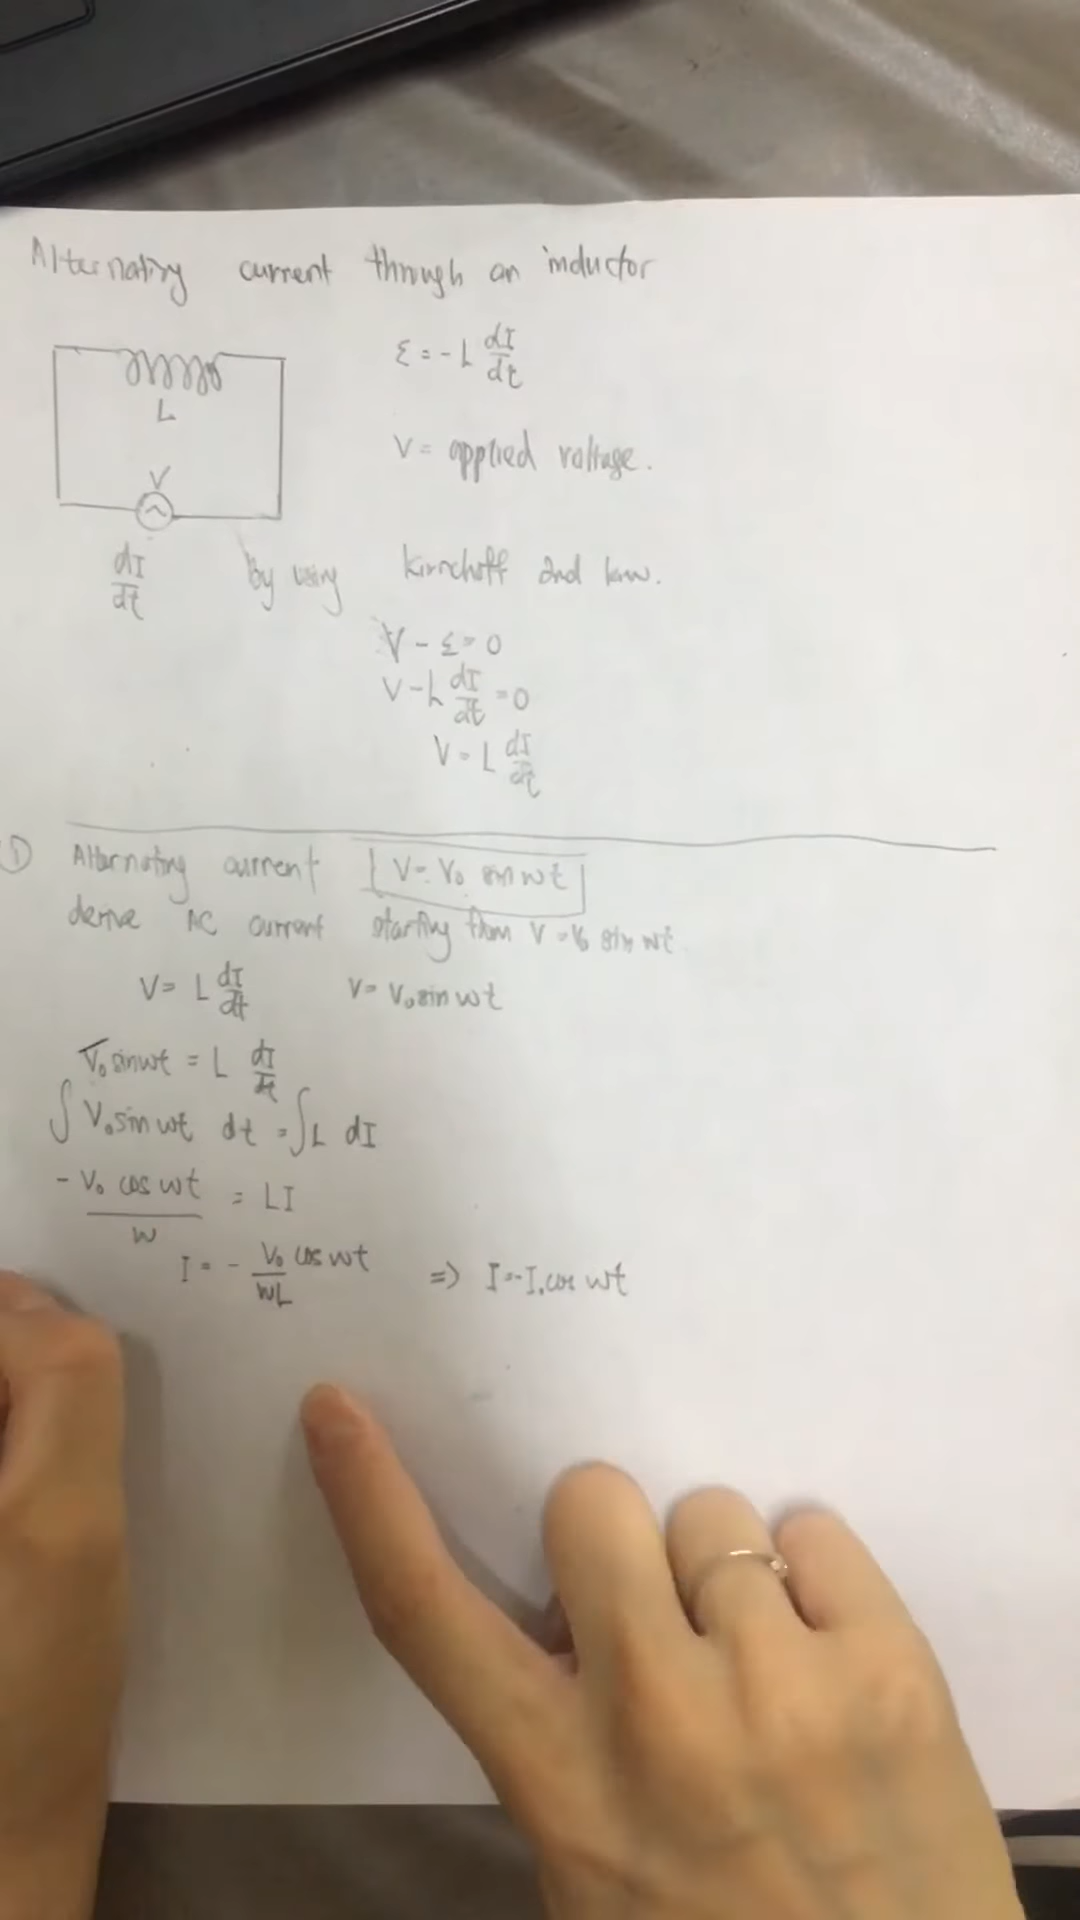 Alternating current through an inductor
ε = -L dI/dt
L
V = applied voltage.
V
dI/dt By using Kirnchoff 2nd law.
V - ε = 0
V - L dI/dt = 0
V = L dI/dt
① Alternating current V = V₀ sin wt
derive AC current starting from V = V₀ sin wt
V = L dI/dt V = V₀ sin wt
V₀ sin wt = L dI/dt
∫ V₀ sin wt dt = ∫ L dI
- V₀ cos wt / w = LI
I = - V₀/wL cos wt => I = -I₀ cos wt